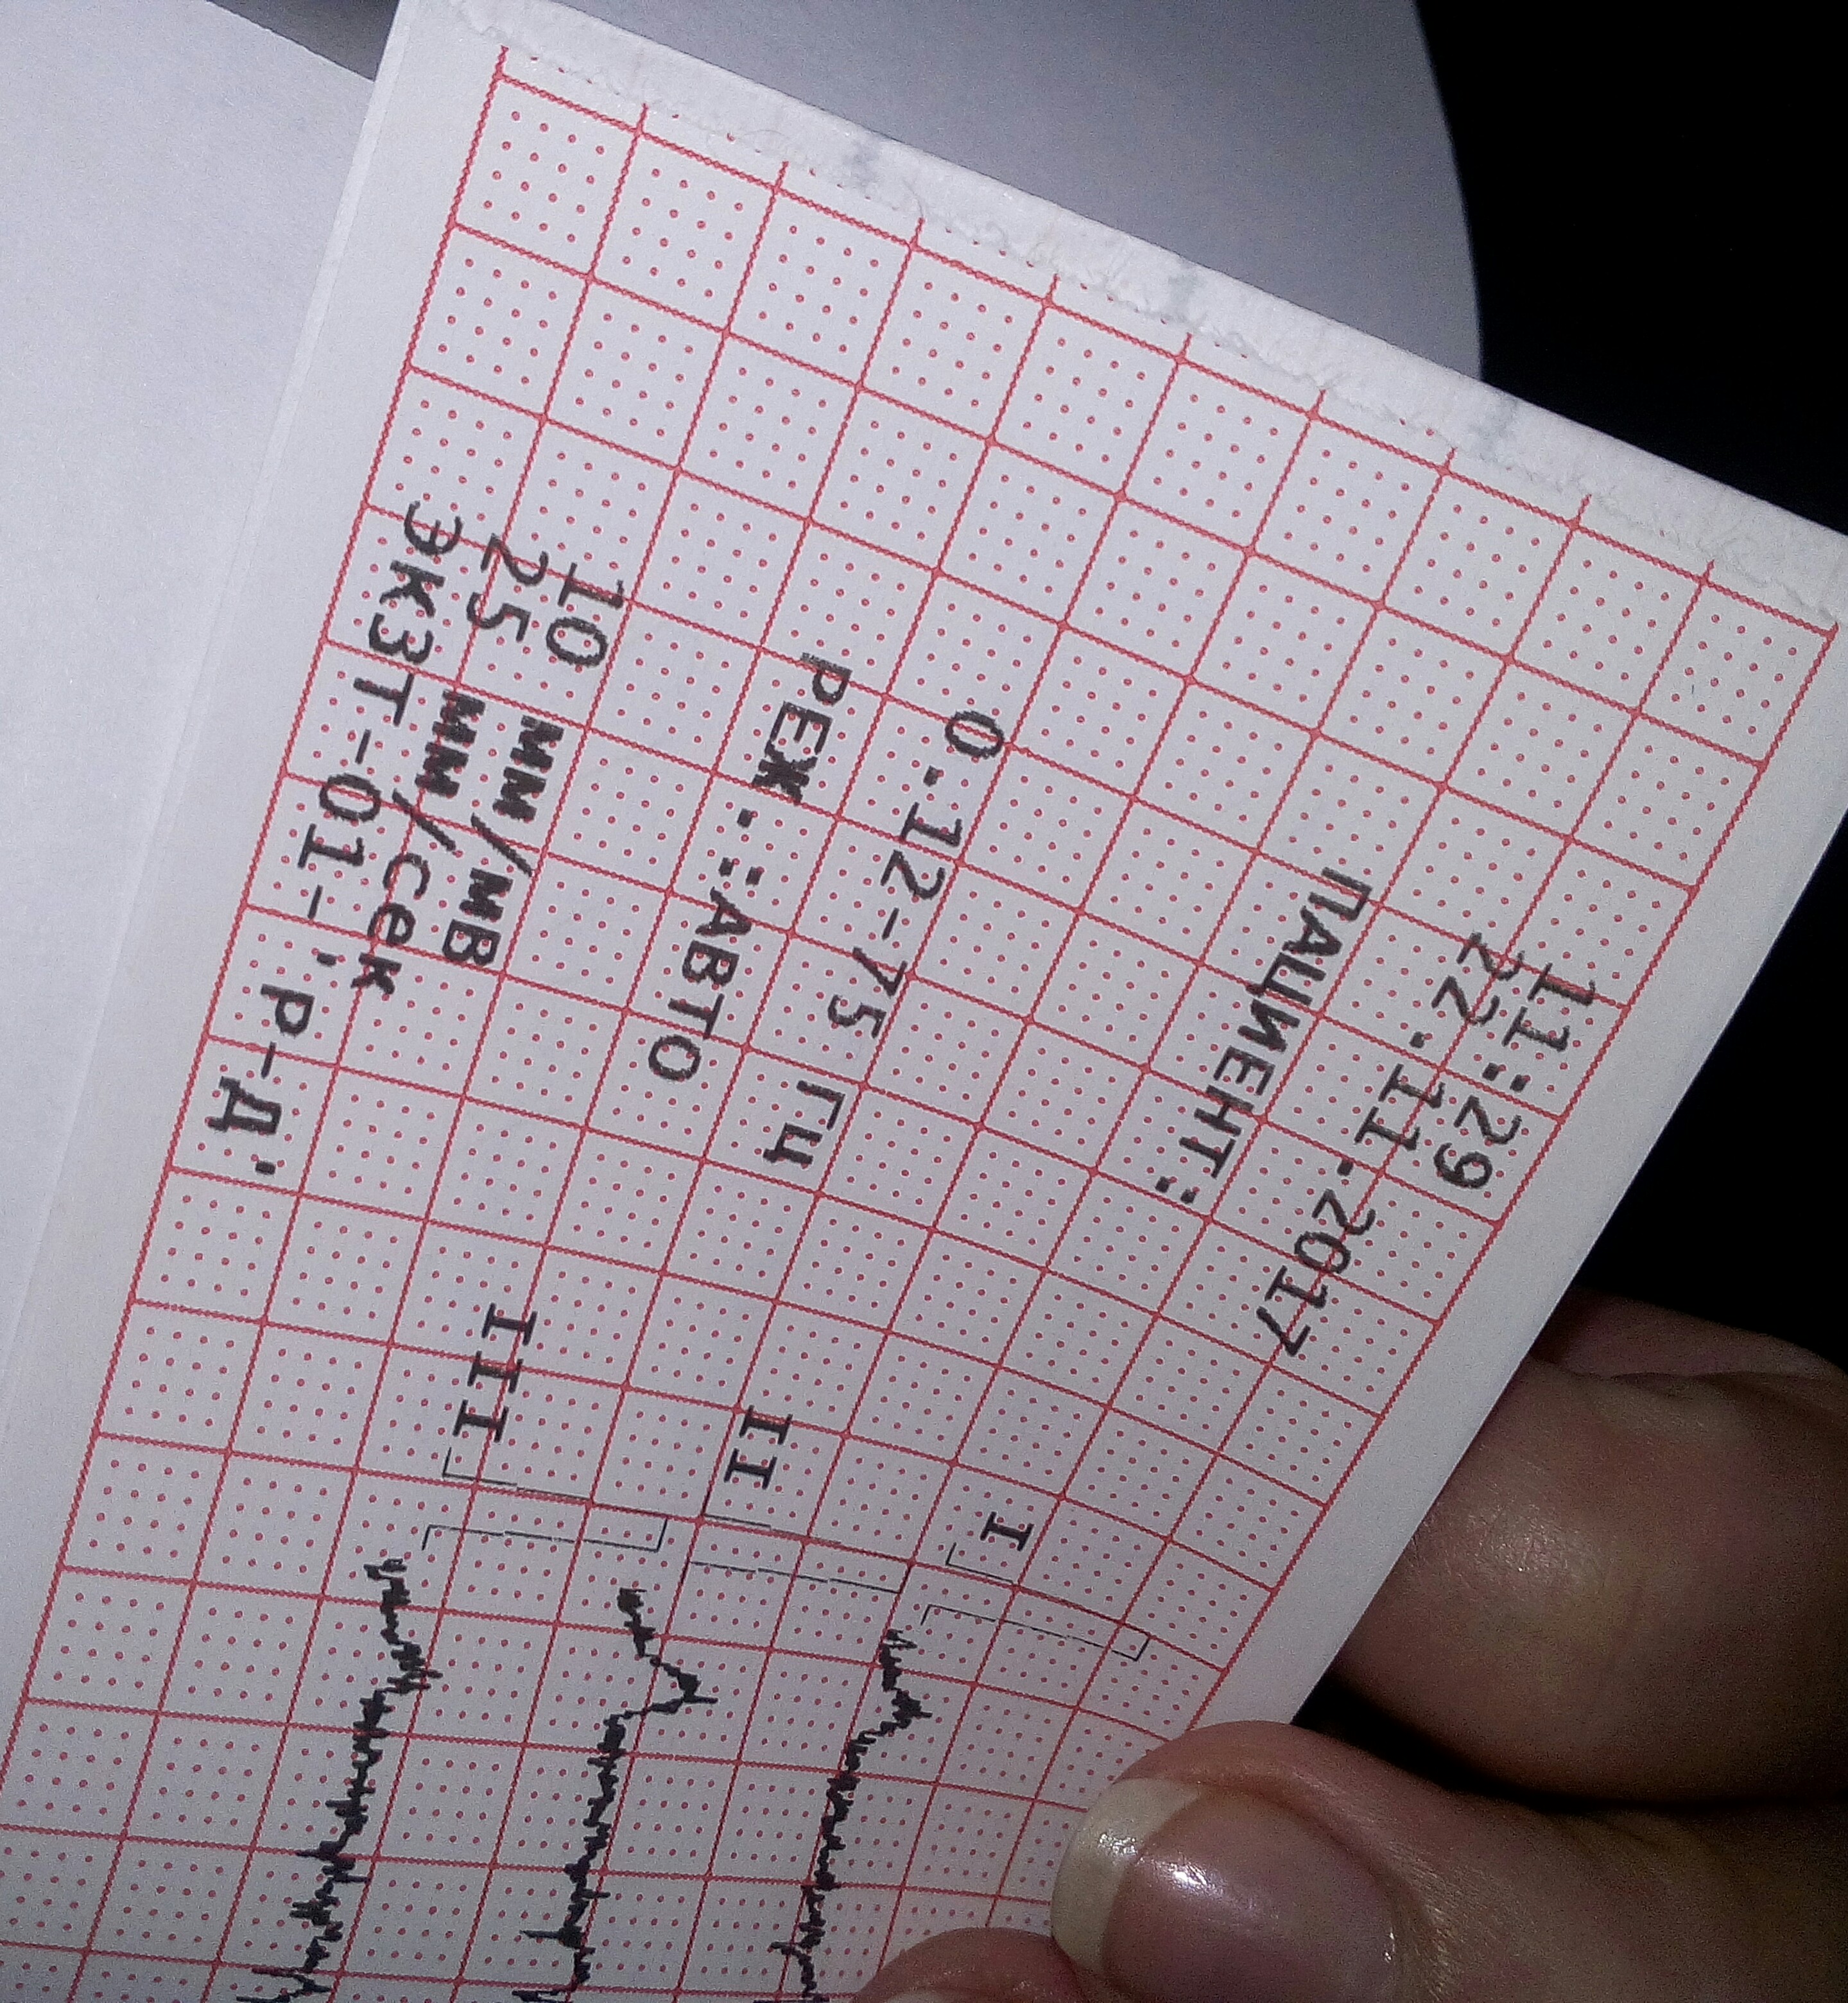 11:29
22.11.2017
ПАЦИЕНТ:
0.12-75 ГЦ
РЕЖ.:АВТО
10 мм/мВ
25 мм/сек
ЭКЗТ-01-'Р-Д'
I
II
III